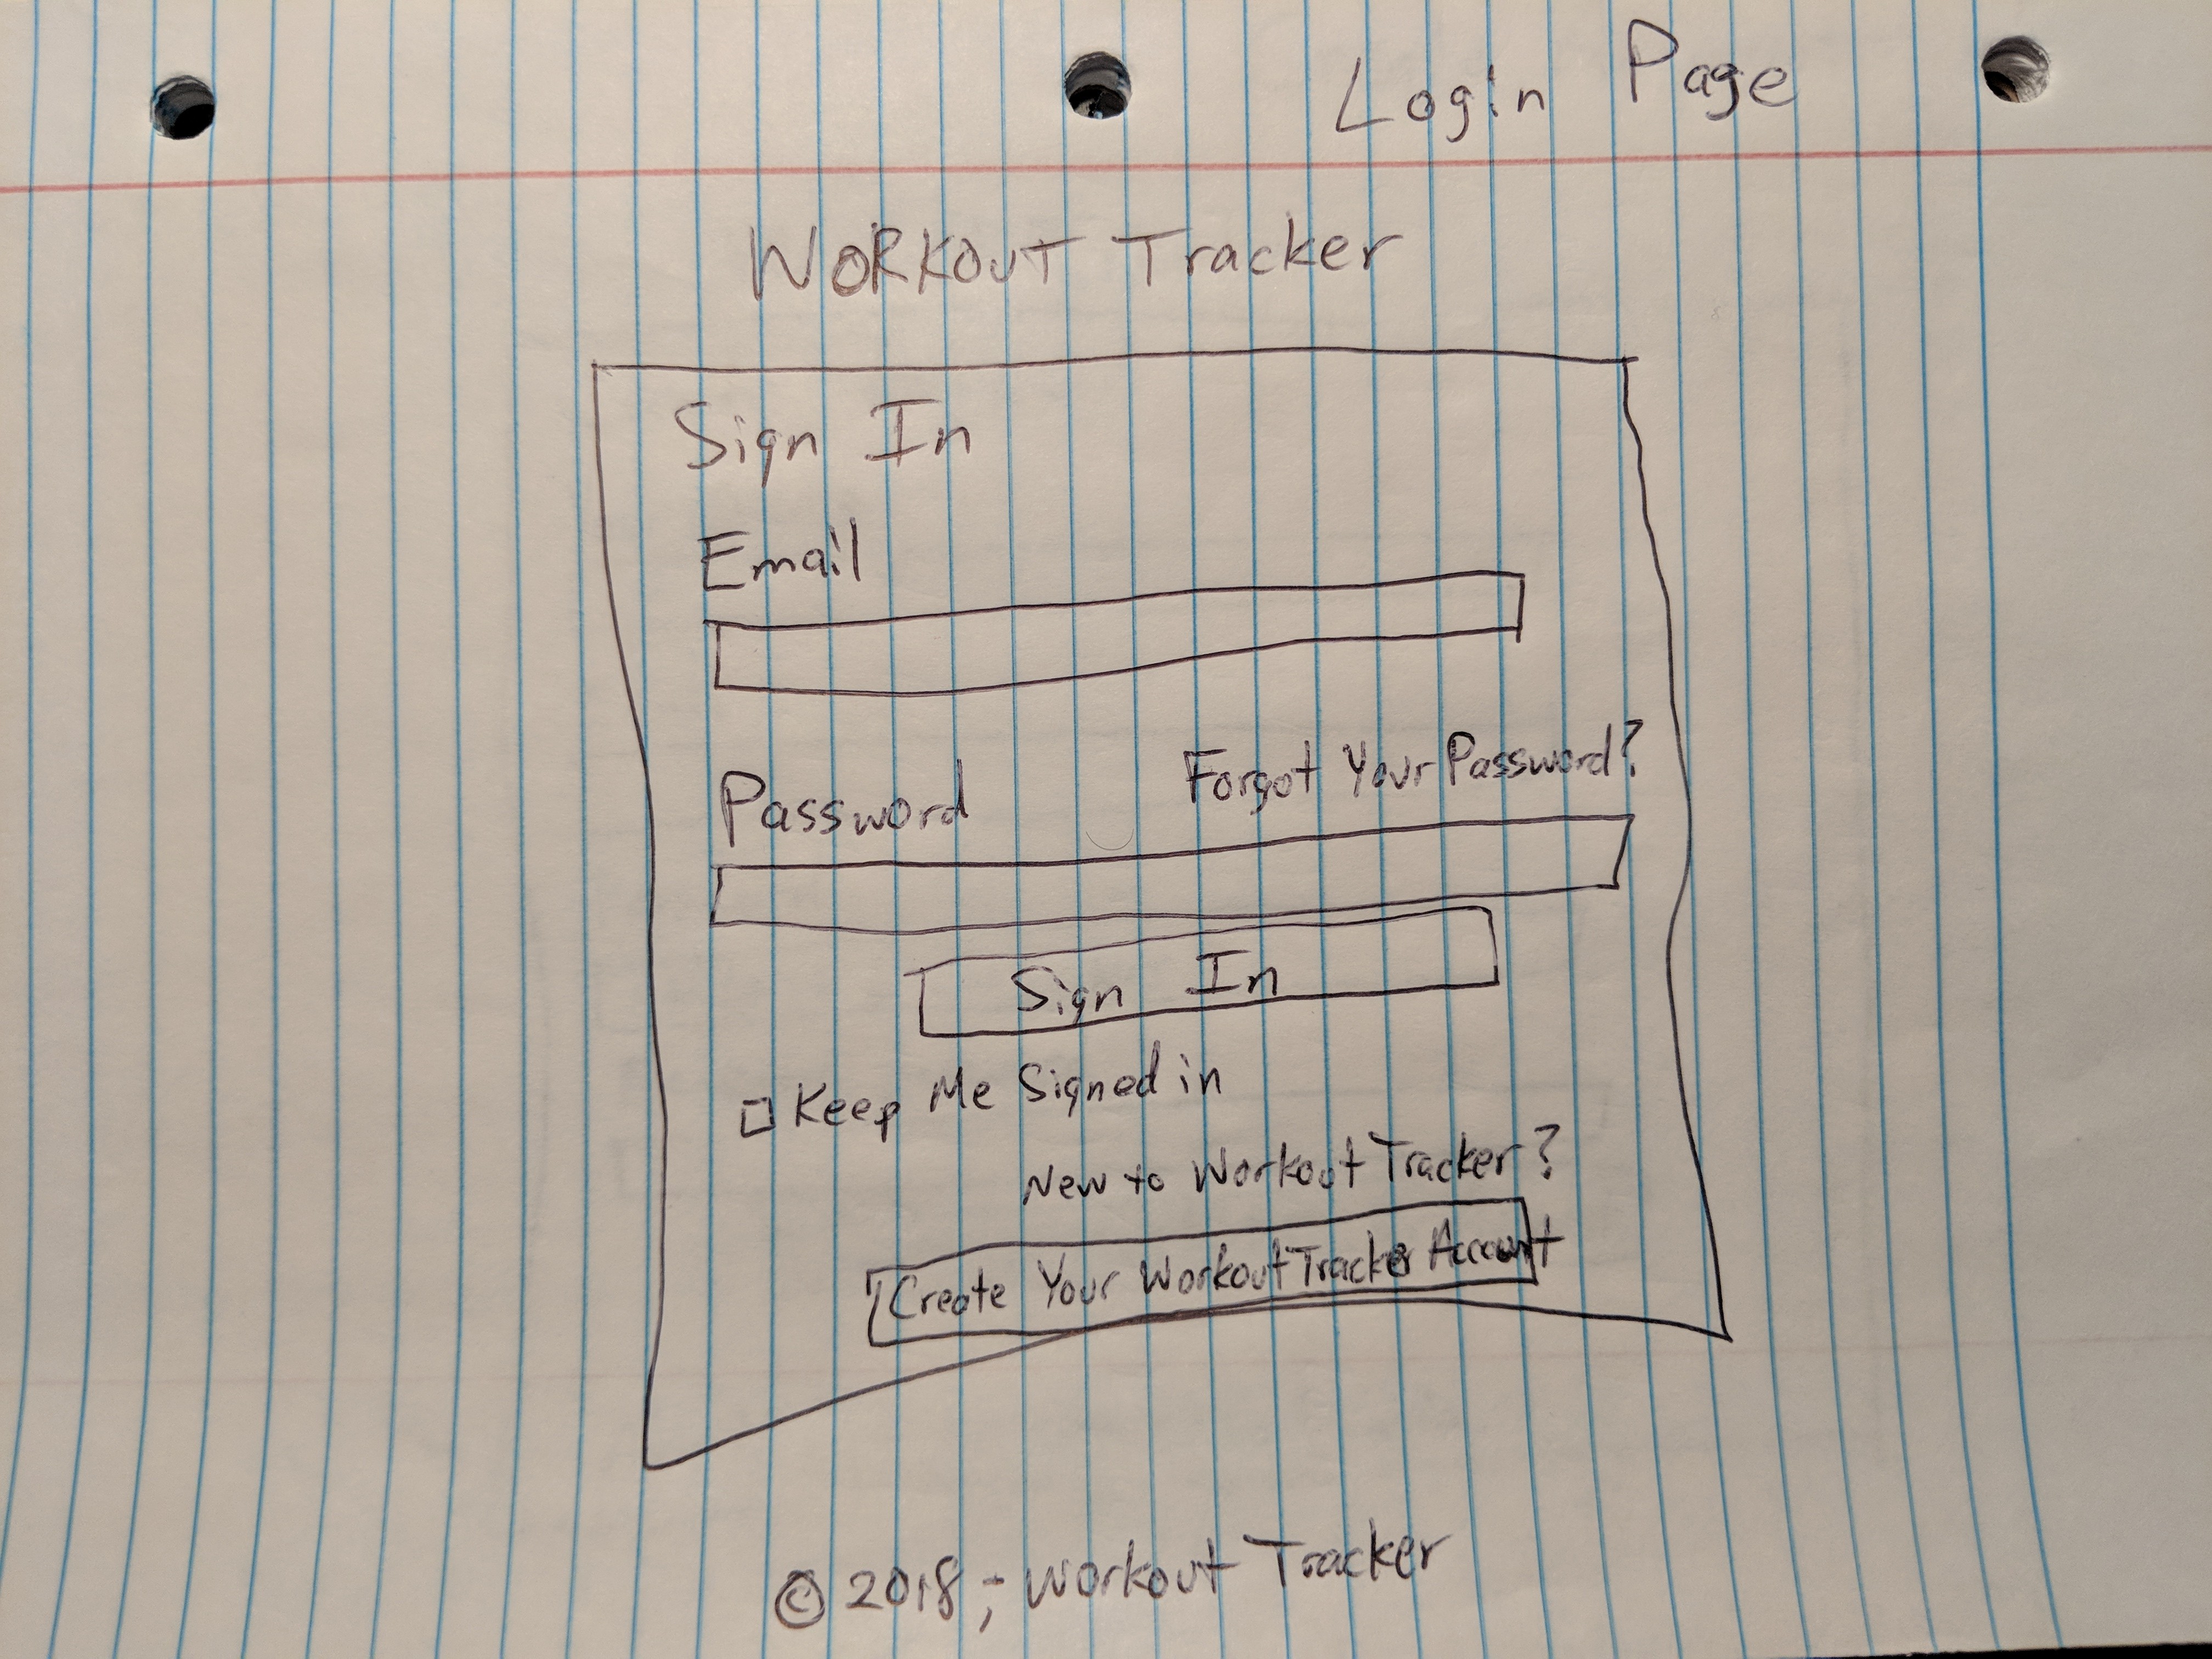 Login Page
Workout Tracker
Sign In
Email
Forgot Your Password?
Password
Sign In
Keep Me Signed in
New to Workout Tracker?
Create Your Workout Tracker Account
© 2018; Workout Tracker